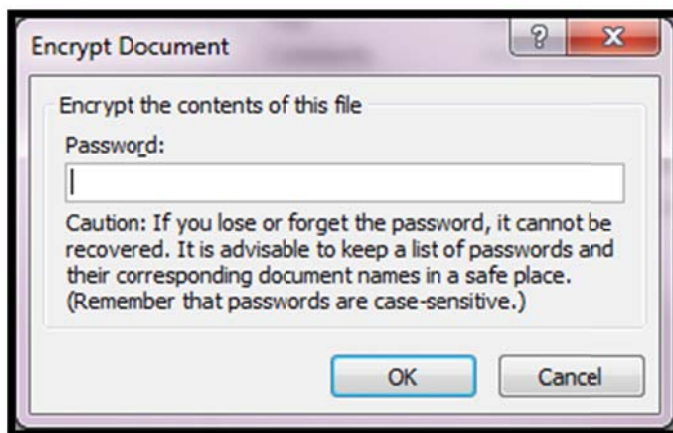 Encrypt Document
?
Encrypt the contents of this file
Password:
Caution: If you lose or forget the password, it cannot be
recovered. It is advisable to keep a list of passwords and
their corresponding document names in a safe place.
(Remember that passwords are case-sensitive.)
OK Cancel